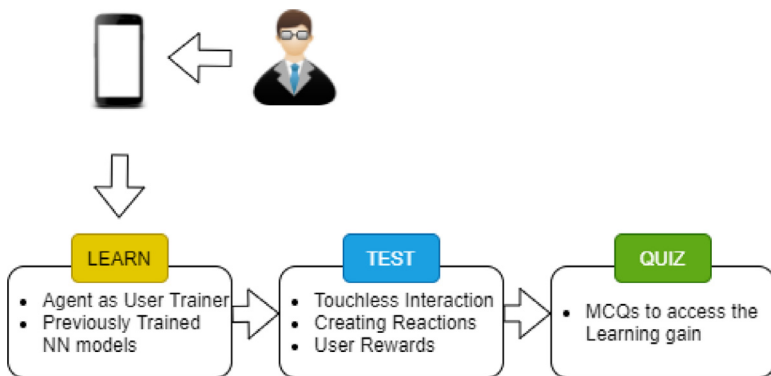 LEARN
• Agent as User Trainer
• Previously Trained
NN models
TEST
• Touchless Interaction
• Creating Reactions
• User Rewards
QUIZ
• MCQs to access the
Learning gain